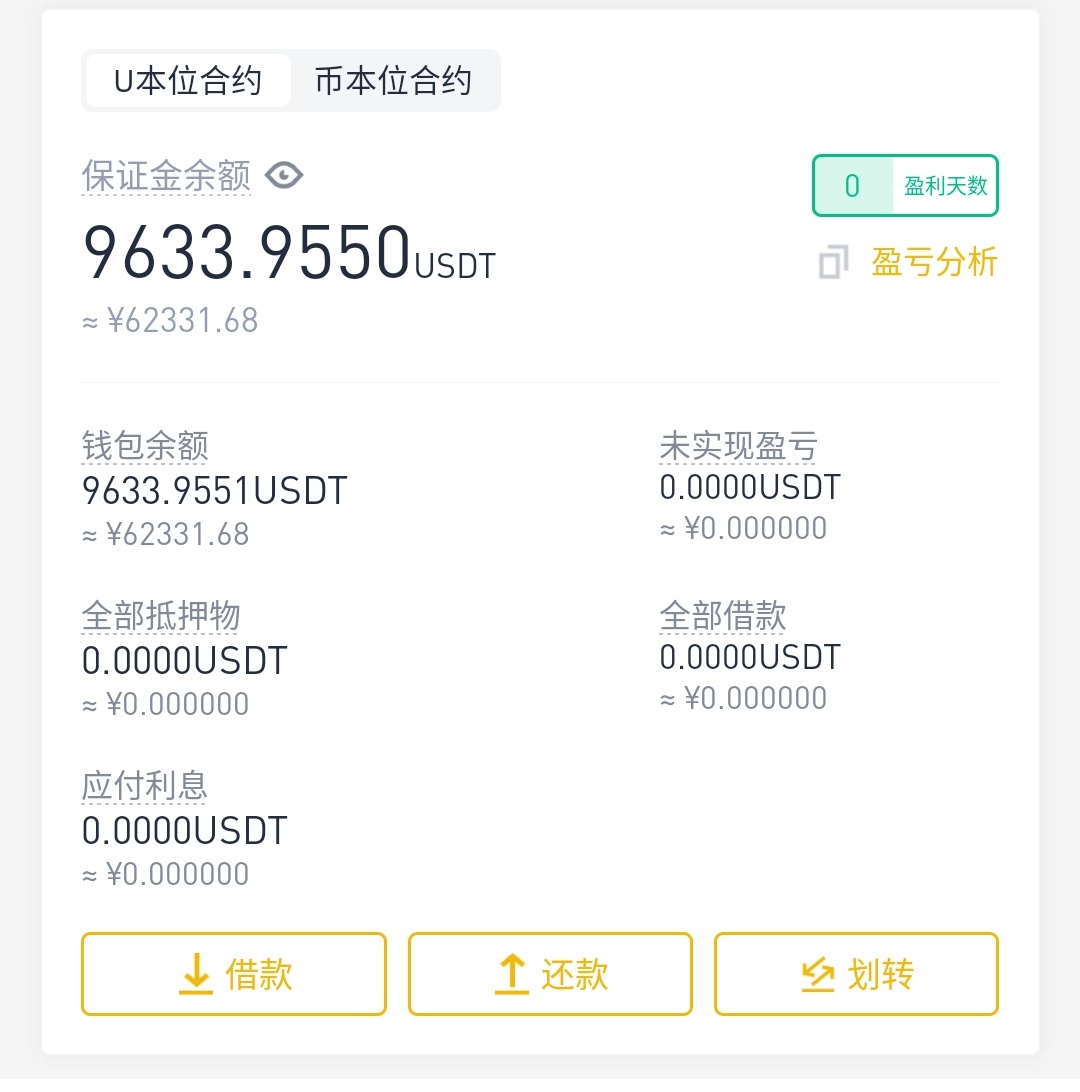 U本位合约 币本位合约
保证金余额
0 盈利天数
9633.9550USDT
盈亏分析
≈ ¥62331.68
钱包余额 未实现盈亏
9633.9551USDT 0.0000USDT
≈ ¥62331.68 ≈ ¥0.000000
全部抵押物 全部借款
0.0000USDT 0.0000USDT
≈ ¥0.000000 ≈ ¥0.000000
应付利息
0.0000USDT
≈ ¥0.000000
借款 还款 划转